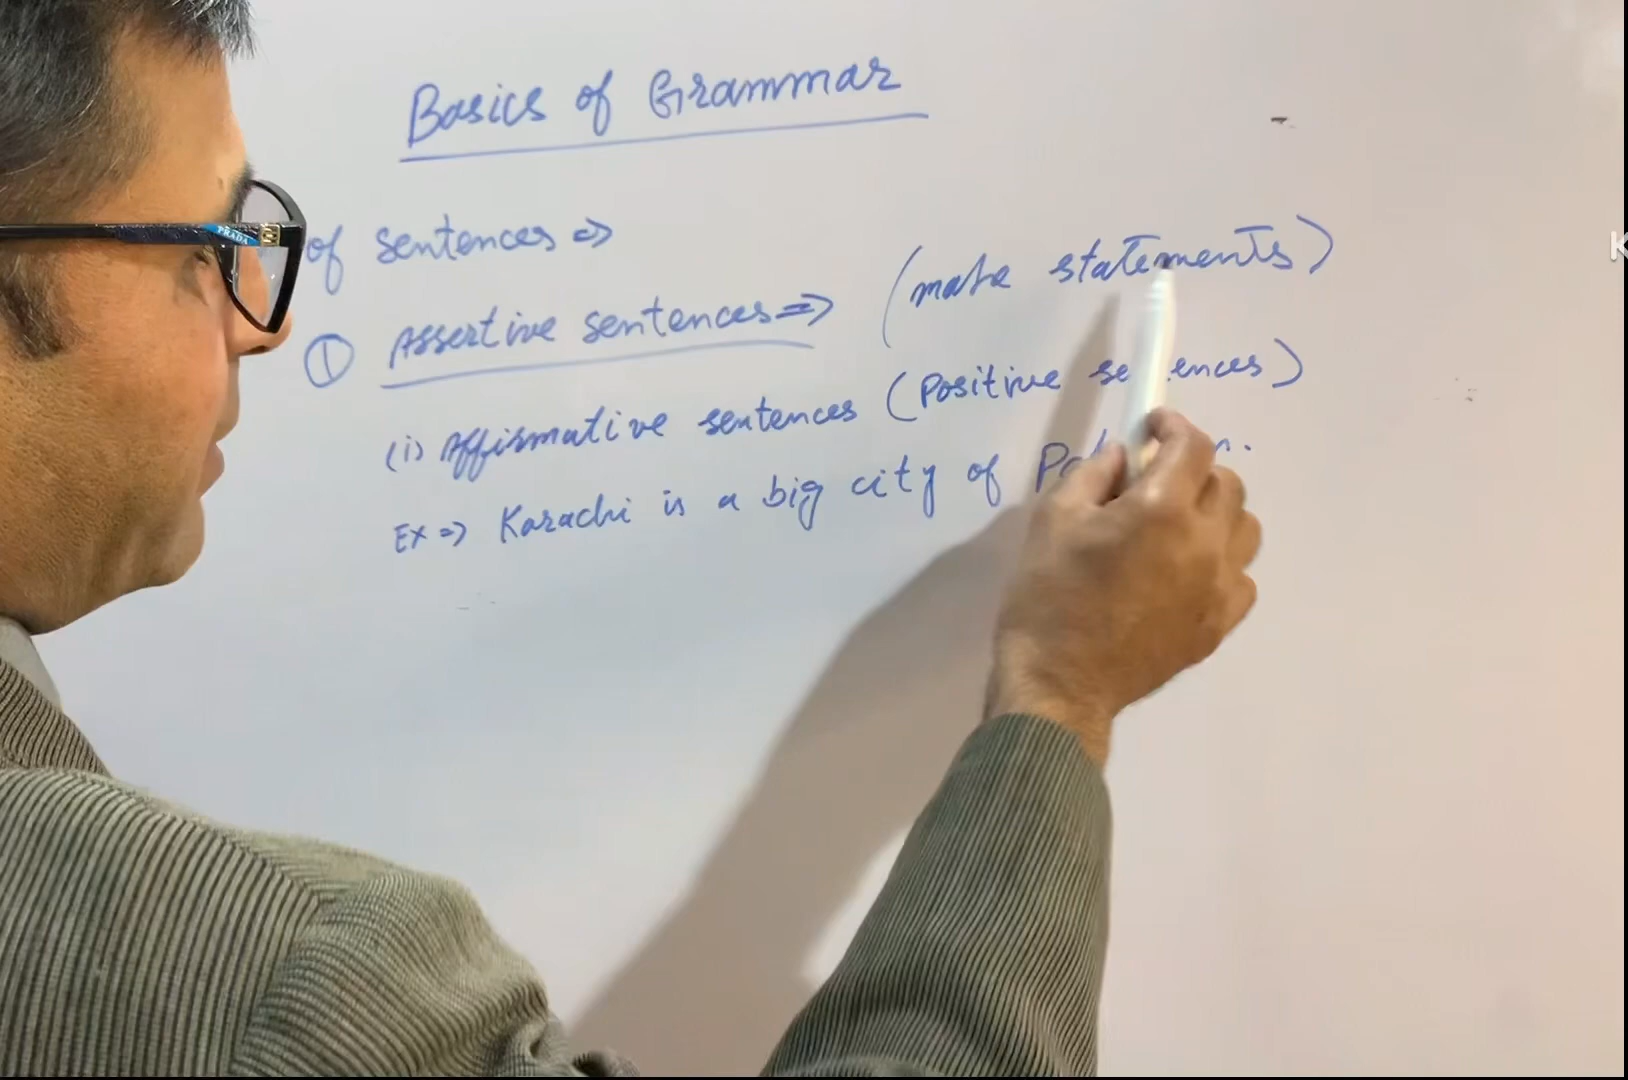 Basics of Grammar
of sentences =>
① Assertive sentences => (make statements)
(i) Affirmative sentences (Positive sentences)
Ex => Karachi is a big city of
PRADA
K